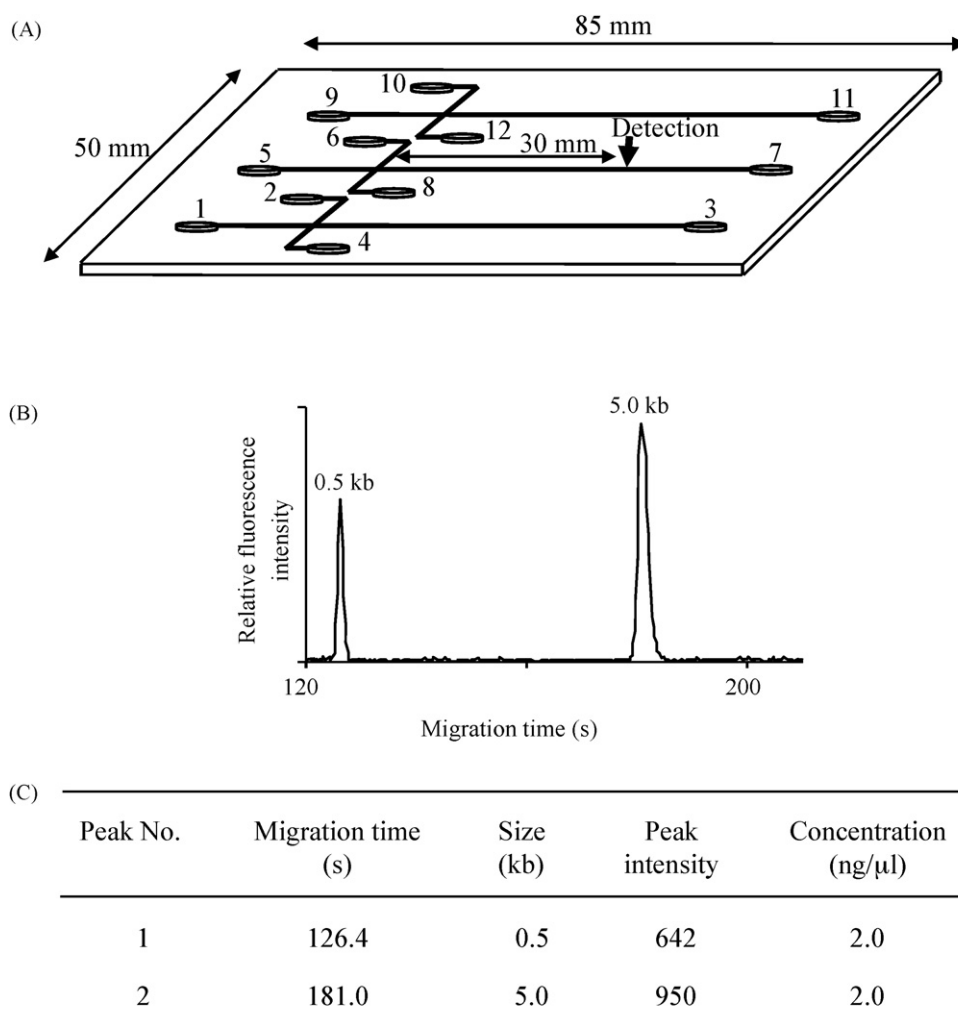 (A)
85 mm
50 mm
10
9
11
12
6
Detection
30 mm
5
7
2
8
1
3
4
(B)
Relative fluorescence
intensity
0.5 kb
5.0 kb
120
200
Migration time (s)
(C)
Peak No. Migration time Size Peak Concentration
(s) (kb) intensity (ng/μl)
1 126.4 0.5 642 2.0
2 181.0 5.0 950 2.0